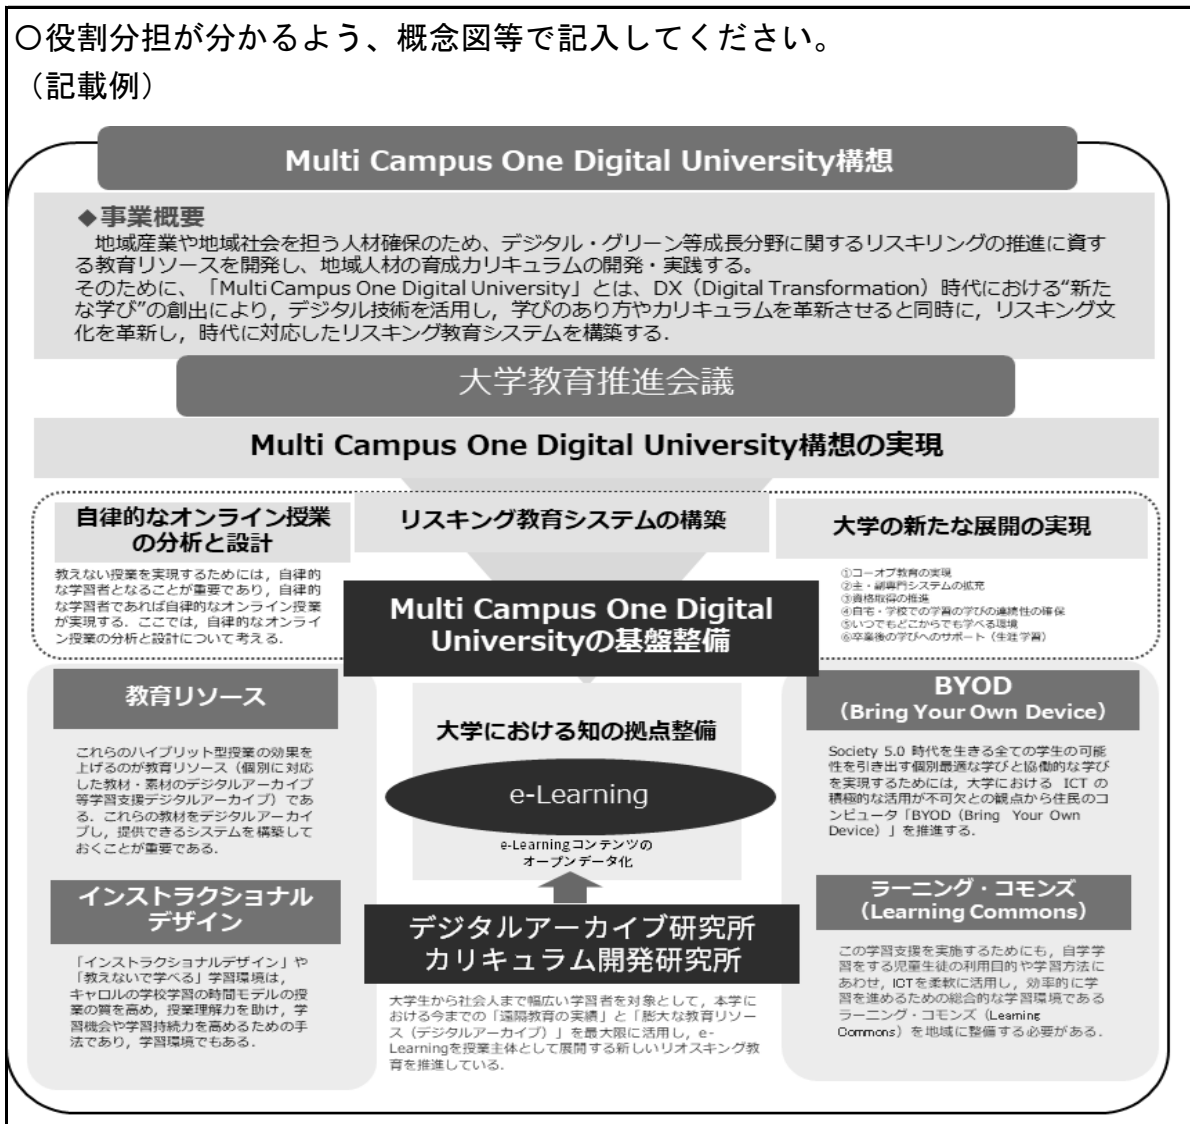 〇役割分担が分かるよう、概念図等で記入してください。
（記載例）
Multi Campus One Digital University構想
◆事業概要
地域産業や地域社会を担う人材確保のため、デジタル・グリーン等成長分野に関するリスキリングの推進に資す
る教育リソースを開発し、地域人材の育成カリキュラムの開発・実践する。
そのために、「Multi Campus One Digital University」とは、DX（Digital Transformation）時代における“新た
な学び”の創出により，デジタル技術を活用し，学びのあり方やカリキュラムを革新させると同時に，リスキング文
化を革新し，時代に対応したリスキング教育システムを構築する．
大学教育推進会議
Multi Campus One Digital University構想の実現
自律的なオンライン授業
の分析と設計
教えない授業を実現するためには，自律的
な学習者となることが重要であり，自律的
な学習者であれば自律的なオンライン授業
が実現する．ここでは，自律的なオンライ
ン授業の分析と設計について考える．
リスキング教育システムの構築
大学の新たな展開の実現
①コーオプ教育の実現
②主・副専門システムの拡充
③資格取得の推進
④自宅・学校での学習の学びの連続性の確保
⑤いつでもどこからでも学べる環境
⑥卒業後の学びへのサポート（生涯学習）
Multi Campus One Digital
Universityの基盤整備
教育リソース
これらのハイブリット型授業の効果を
上げるのが教育リソース（個別に対応
した教材・素材のデジタルアーカイブ
等学習支援デジタルアーカイブ）であ
る．これらの教材をデジタルアーカイ
ブし，提供できるシステムを構築して
おくことが重要である．
インストラクショナル
デザイン
「インストラクショナルデザイン」や
「教えないで学べる」学習環境は，
キャロルの学校学習の時間モデルの授
業の質を高め，授業理解力を助け，学
習機会や学習持続力を高めるための手
法であり，学習環境でもある．
大学における知の拠点整備
e-Learning
e-Learningコンテンツの
オープンデータ化
デジタルアーカイブ研究所
カリキュラム開発研究所
大学生から社会人まで幅広い学習者を対象として，本学に
おける今までの「遠隔教育の実績」と「膨大な教育リソー
ス（デジタルアーカイブ）」を最大限に活用し，e-
Learningを授業主体として展開する新しいリオスキング教
育を推進している．
BYOD
（Bring Your Own Device）
Society 5.0 時代を生きる全ての学生の可能
性を引き出す個別最適な学びと協働的な学び
を実現するためには，大学における ICT の
積極的な活用が不可欠との観点から住民のコ
ンピュータ「BYOD（Bring Your Own
Device）」を推進する．
ラーニング・コモンズ
（Learning Commons）
この学習支援を実施するためにも，自学学
習をする児童生徒の利用目的や学習方法に
あわせ，ICTを柔軟に活用し，効率的に学
習を進めるための総合的な学習環境である
ラーニング・コモンズ（Learning
Commons）を地域に整備する必要がある．